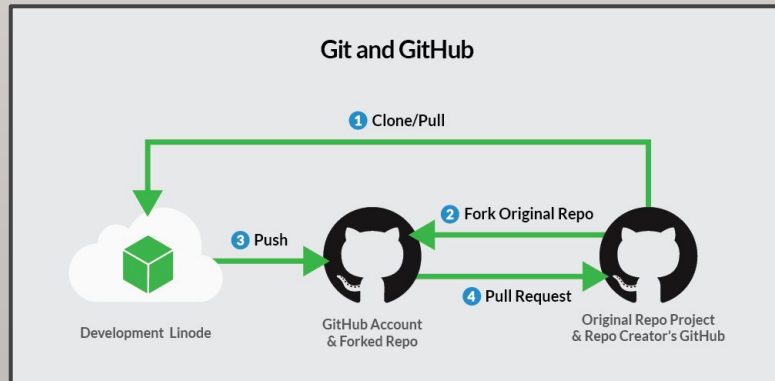 Git and GitHub
1 Clone/Pull
2 Fork Original Repo
3 Push
4 Pull Request
Development Linode
GitHub Account
& Forked Repo
Original Repo Project
& Repo Creator's GitHub